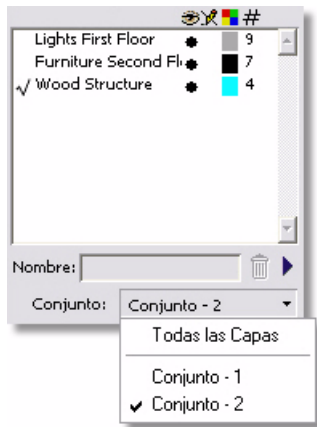 #
Lights First Floor 9
Furniture Second Fl 7
Wood Structure 4
Nombre:
Conjunto: Conjunto - 2
Todas las Capas
Conjunto - 1
Conjunto - 2